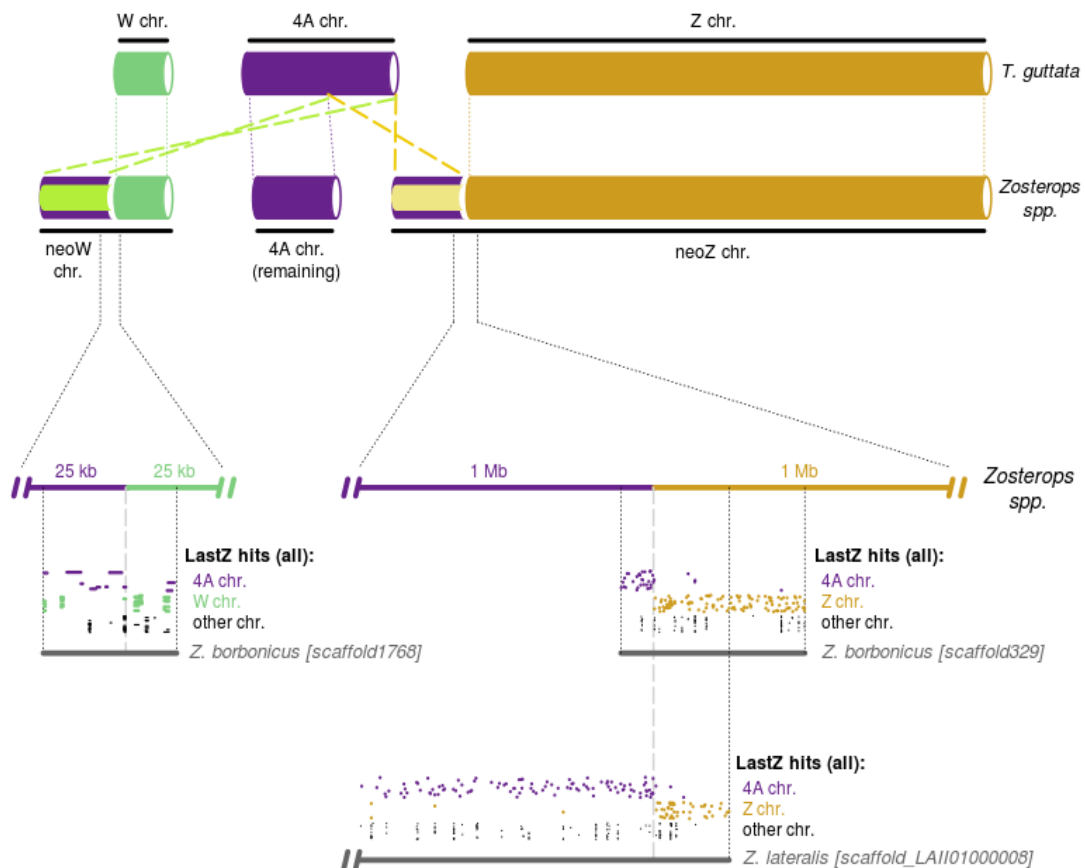 W chr.
4A chr.
Z chr.
T. guttata
Zosterops
spp.
neoW
chr.
4A chr.
(remaining)
neoZ chr.
25 kb
25 kb
1 Mb
1 Mb
Zosterops
spp.
LastZ hits (all):
4A chr.
W chr.
other chr.
Z. borbonicus [scaffold1768]
LastZ hits (all):
4A chr.
Z chr.
other chr.
Z. borbonicus [scaffold329]
LastZ hits (all):
4A chr.
Z chr.
other chr.
Z. lateralis [scaffold_LAII01000008]